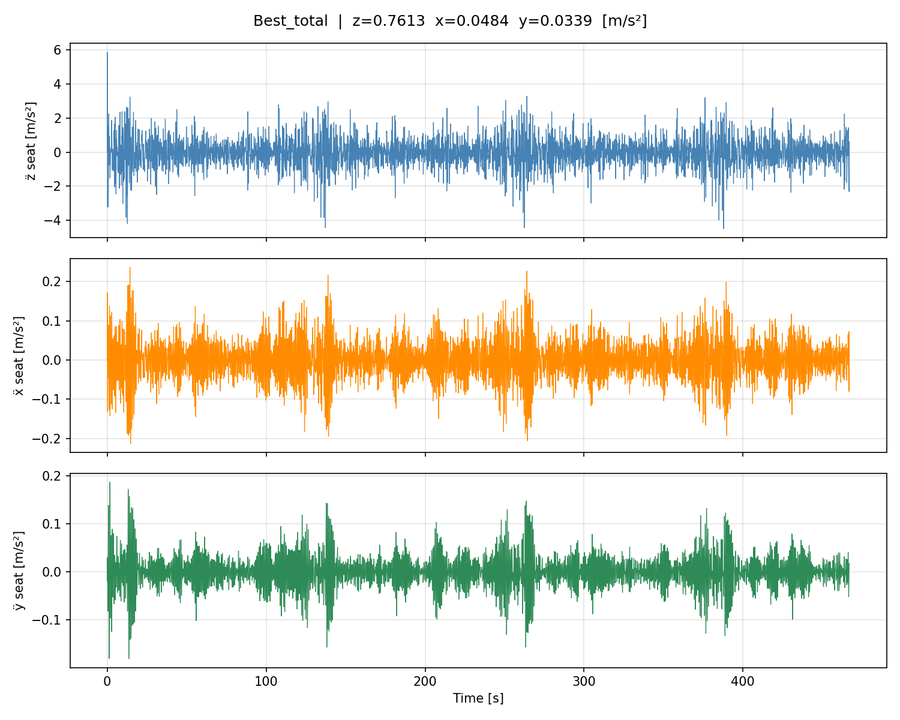 Best_total | z=0.7613 x=0.0484 y=0.0339 [m/s²]
6
4
2
0
−2
−4
z̈ seat [m/s²]
0.2
0.1
0.0
−0.1
−0.2
ẍ seat [m/s²]
0.2
0.1
0.0
−0.1
ÿ seat [m/s²]
0 100 200 300 400
Time [s]